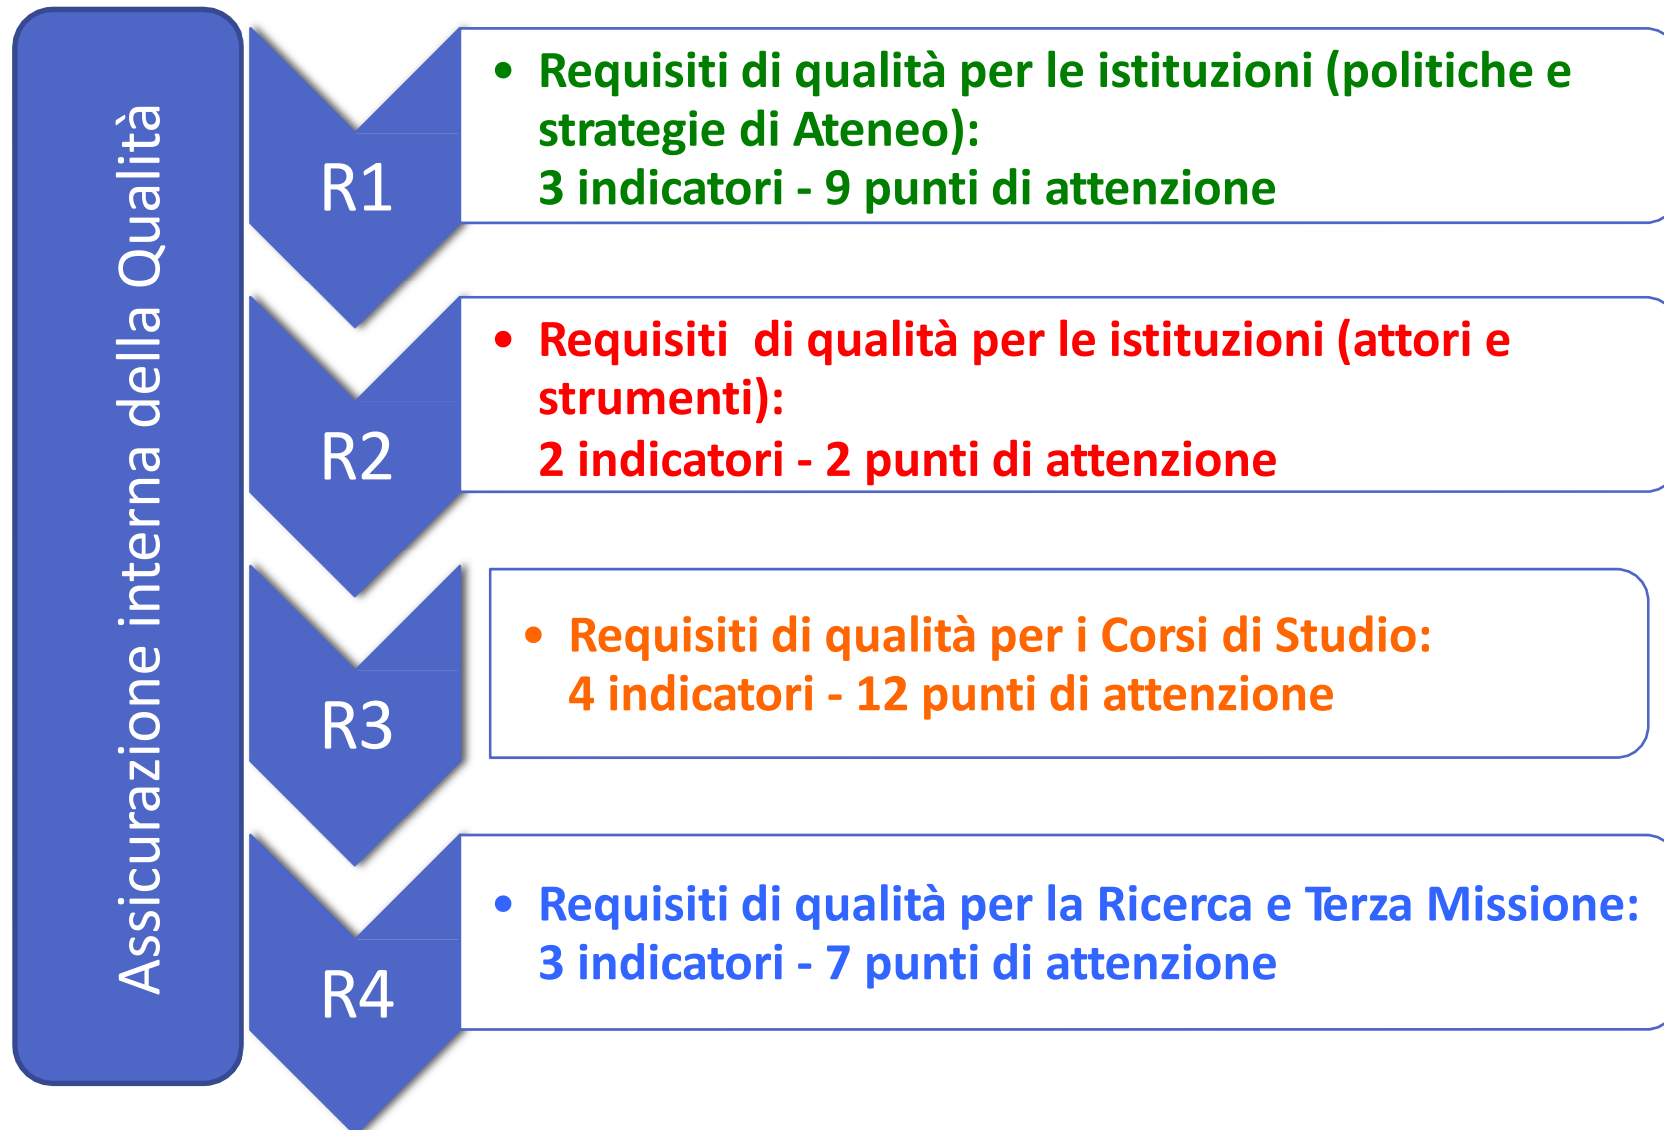 Assicurazione interna della Qualità
R1
• Requisiti di qualità per le istituzioni (politiche e
strategie di Ateneo):
3 indicatori - 9 punti di attenzione
R2
• Requisiti di qualità per le istituzioni (attori e
strumenti):
2 indicatori - 2 punti di attenzione
R3
• Requisiti di qualità per i Corsi di Studio:
4 indicatori - 12 punti di attenzione
R4
• Requisiti di qualità per la Ricerca e Terza Missione:
3 indicatori - 7 punti di attenzione